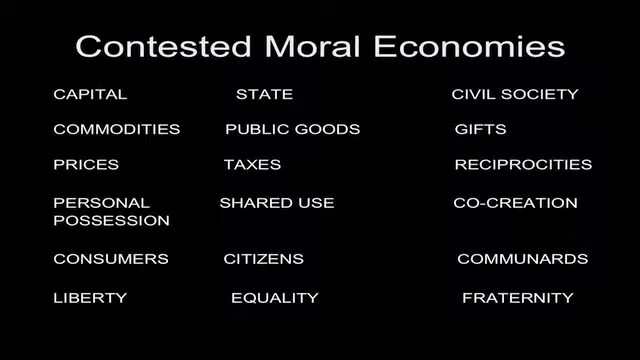 Contested Moral Economies
CAPITAL STATE CIVIL SOCIETY
COMMODITIES PUBLIC GOODS GIFTS
PRICES TAXES RECIPROCITIES
PERSONAL POSSESSION SHARED USE CO-CREATION
CONSUMERS CITIZENS COMMUNARDS
LIBERTY EQUALITY FRATERNITY